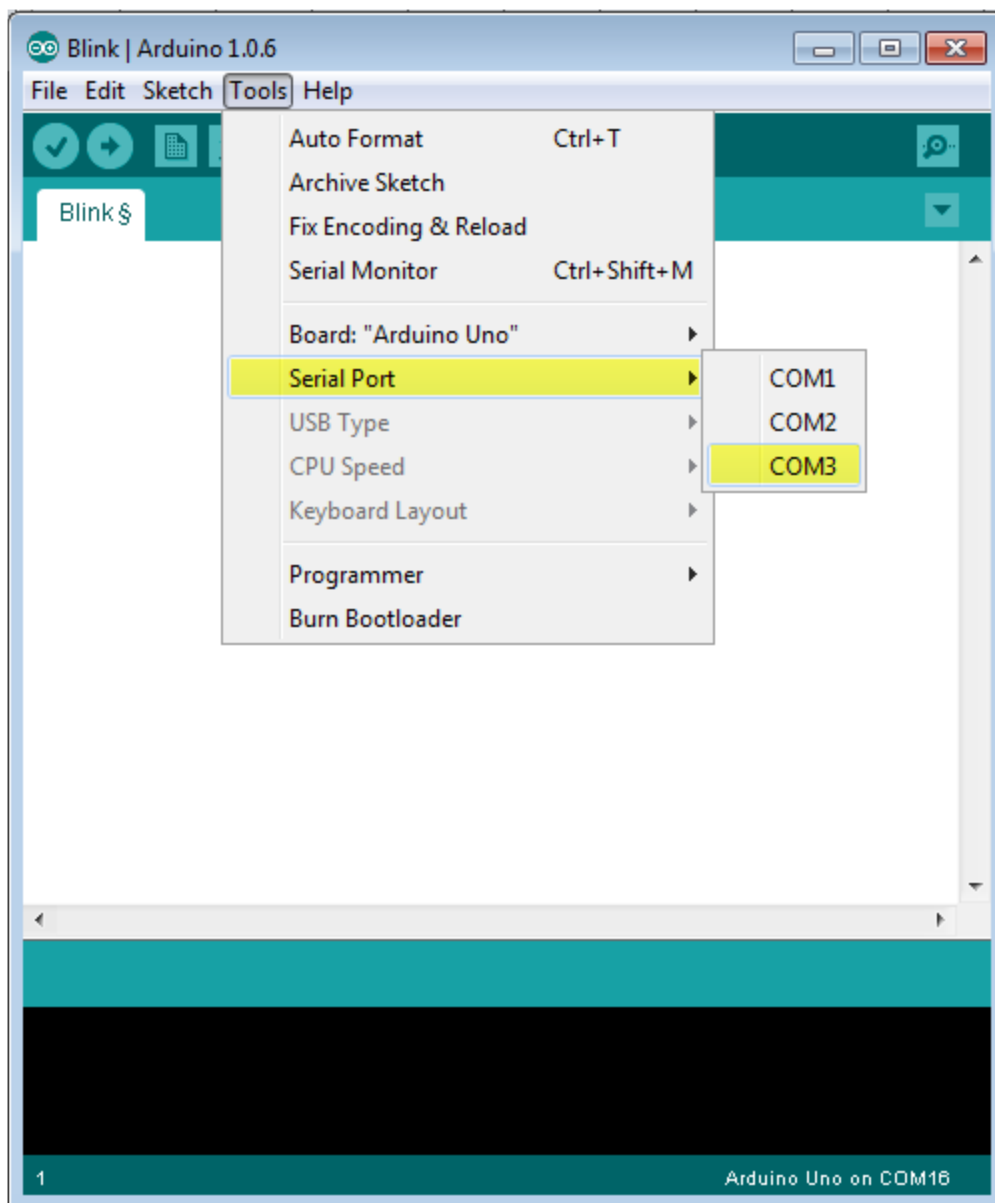 Blink | Arduino 1.0.6
File Edit Sketch Tools Help
Blink §
Auto Format Ctrl+T
Archive Sketch
Fix Encoding & Reload
Serial Monitor Ctrl+Shift+M
Board: "Arduino Uno"
Serial Port
USB Type
CPU Speed
Keyboard Layout
Programmer
Burn Bootloader
COM1
COM2
COM3
1 Arduino Uno on COM16